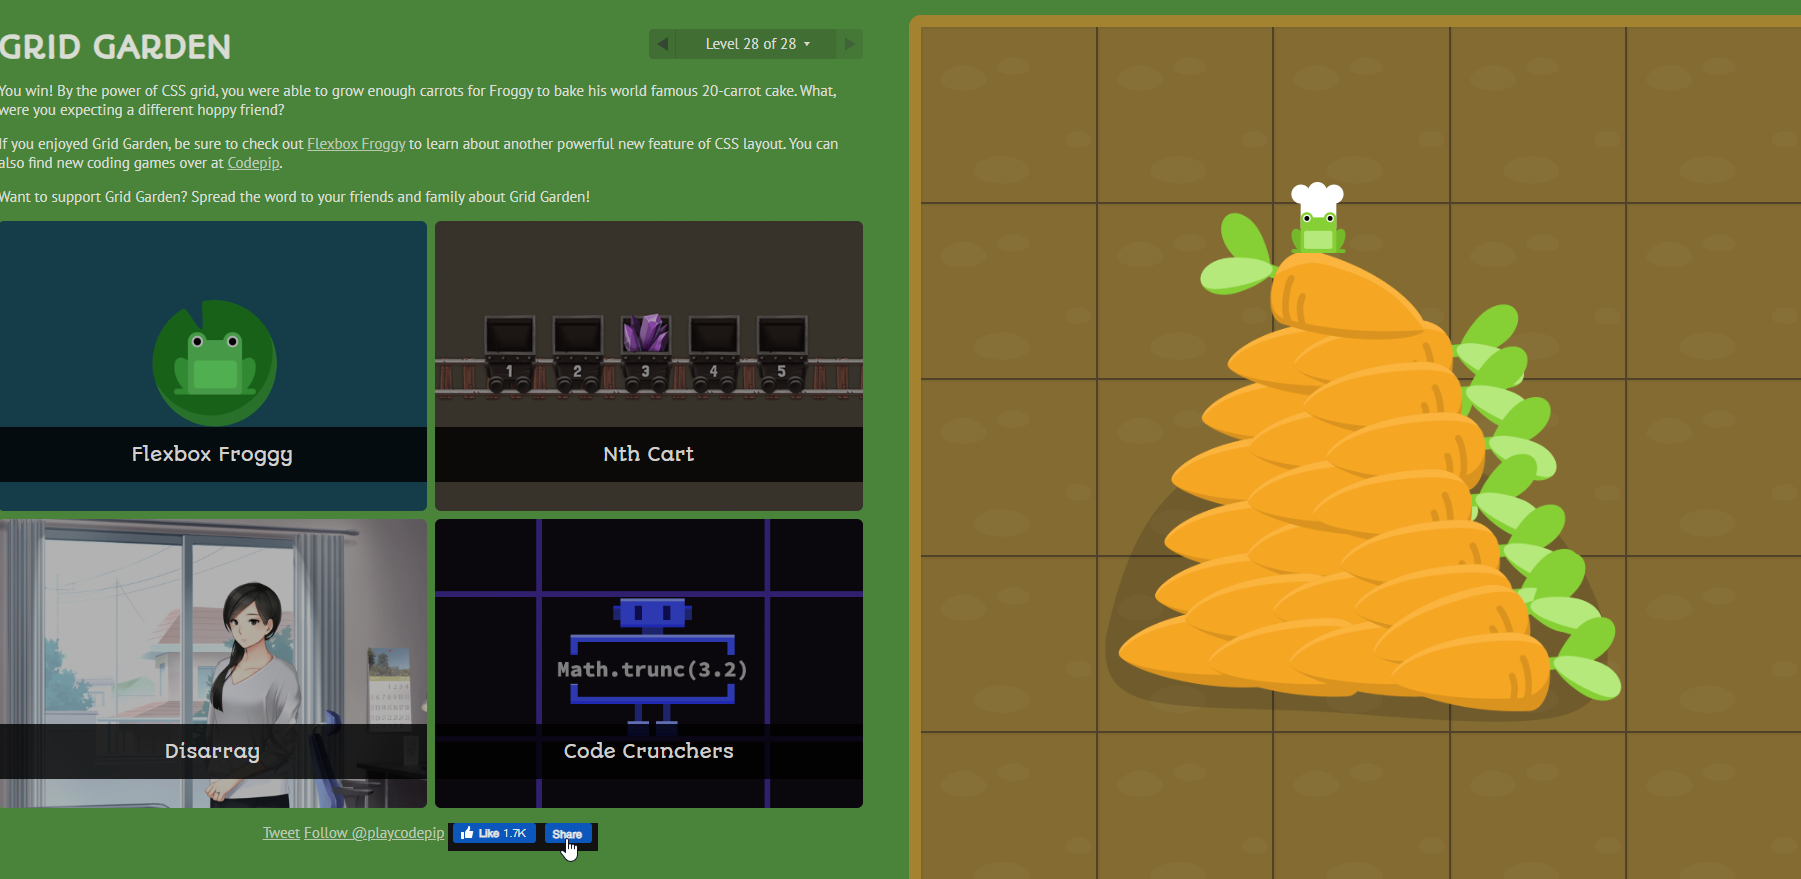 GRID GARDEN
Level 28 of 28
You win! By the power of CSS grid, you were able to grow enough carrots for Froggy to bake his world famous 20-carrot cake. What,
were you expecting a different hoppy friend?
If you enjoyed Grid Garden, be sure to check out Flexbox Froggy to learn about another powerful new feature of CSS layout. You can
also find new coding games over at Codepip.
Want to support Grid Garden? Spread the word to your friends and family about Grid Garden!
1 2 3 4 5
Flexbox Froggy
Nth Cart
Math.trunc(3.2)
Disarray
Code Crunchers
Tweet Follow @playcodepip Like 1.7K Share